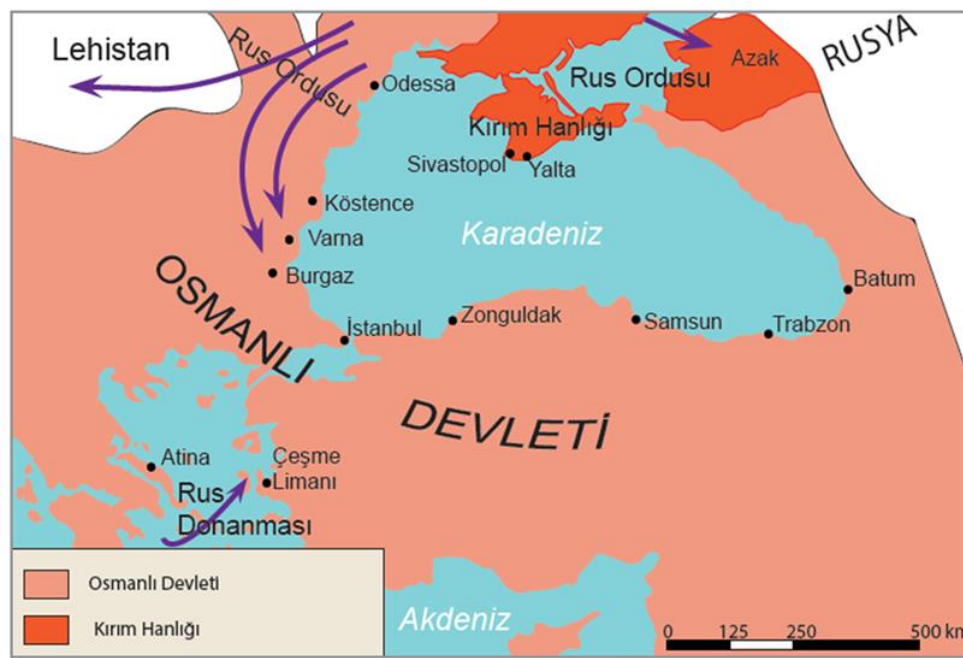 Lehistan
Rus Ordusu
Odessa
Rus Ordusu
Azak
RUSYA
Kırım Hanlığı
Sivastopol
Yalta
Köstence
Karadeniz
Varna
Burgaz
Batum
OSMANLI
İstanbul
Zonguldak
Samsun
Trabzon
DEVLETİ
Atina
Çeşme
Limanı
Rus
Donanması
Osmanlı Devleti
Kırım Hanlığı
Akdeniz
0 125 250 500 km